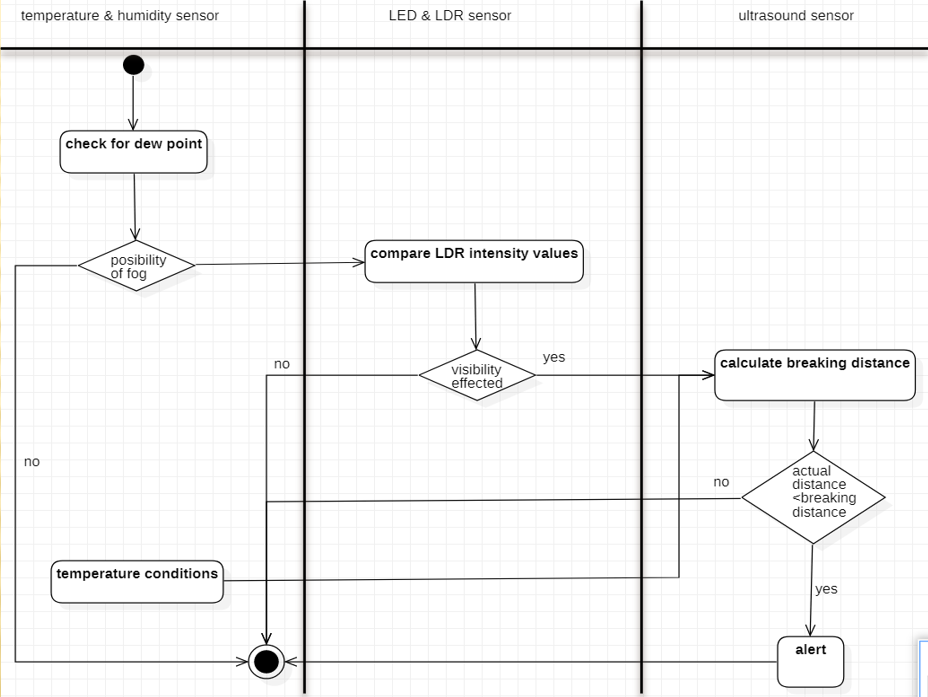 temperature & humidity sensor
LED & LDR sensor
ultrasound sensor
check for dew point
posibility
of fog
compare LDR intensity values
no
visibility
effected
yes
calculate breaking distance
no
no
actual
distance
<breaking
distance
temperature conditions
yes
alert